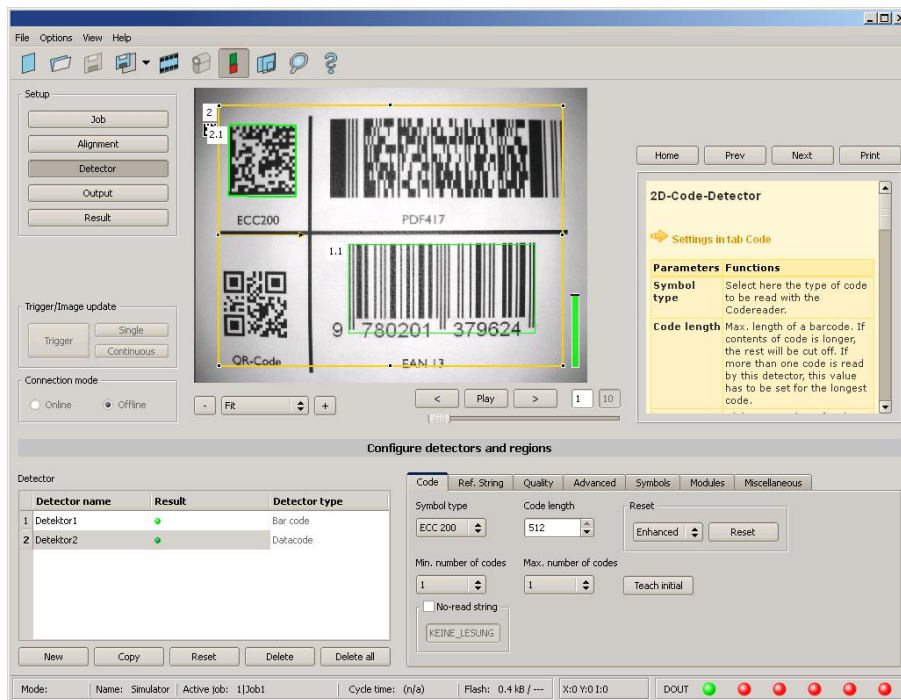 File Options View Help
Setup
Job
Alignment
Detector
Output
Result
Trigger/Image update
Trigger
Single
Continuous
Connection mode
Online Offline
2
2.1
ECC200
PDF417
1.1
9 780201 379624
QR-Code
EAN 13
- Fit +
< Play > 1 10
Home Prev Next Print
2D-Code-Detector
Settings in tab Code
Parameters Functions
Symbol type Select here the type of code to be read with the Codereader.
Code length Max. length of a barcode. If contents of code is longer, the rest will be cut off. If more than one code is read by this detector, this value has to be set for the longest code.
Configure detectors and regions
Detector
Detector name Result Detector type
1 Detektor1 Bar code
2 Detektor2 Datacode
New Copy Reset Delete Delete all
Code Ref. String Quality Advanced Symbols Modules Miscellaneous
Symbol type Code length Reset
ECC 200 512 Enhanced Reset
Min. number of codes Max. number of codes
1 1 Teach initial
No-read string
KEINE_LESUNG
Mode: Name: Simulator Active job: 1|Job1 Cycle time: (n/a) Flash: 0.4 kB / --- X:0 Y:0 I:0 DOUT